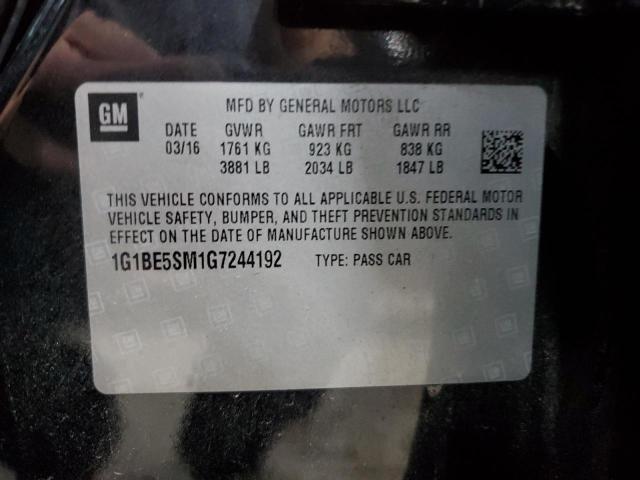 GM
MFD BY GENERAL MOTORS LLC
DATE GVWR GAWR FRT GAWR RR
03/16 1761 KG 923 KG 838 KG
3881 LB 2034 LB 1847 LB
THIS VEHICLE CONFORMS TO ALL APPLICABLE U.S. FEDERAL MOTOR
VEHICLE SAFETY, BUMPER, AND THEFT PREVENTION STANDARDS IN
EFFECT ON THE DATE OF MANUFACTURE SHOWN ABOVE.
1G1BE5SM1G7244192 TYPE: PASS CAR